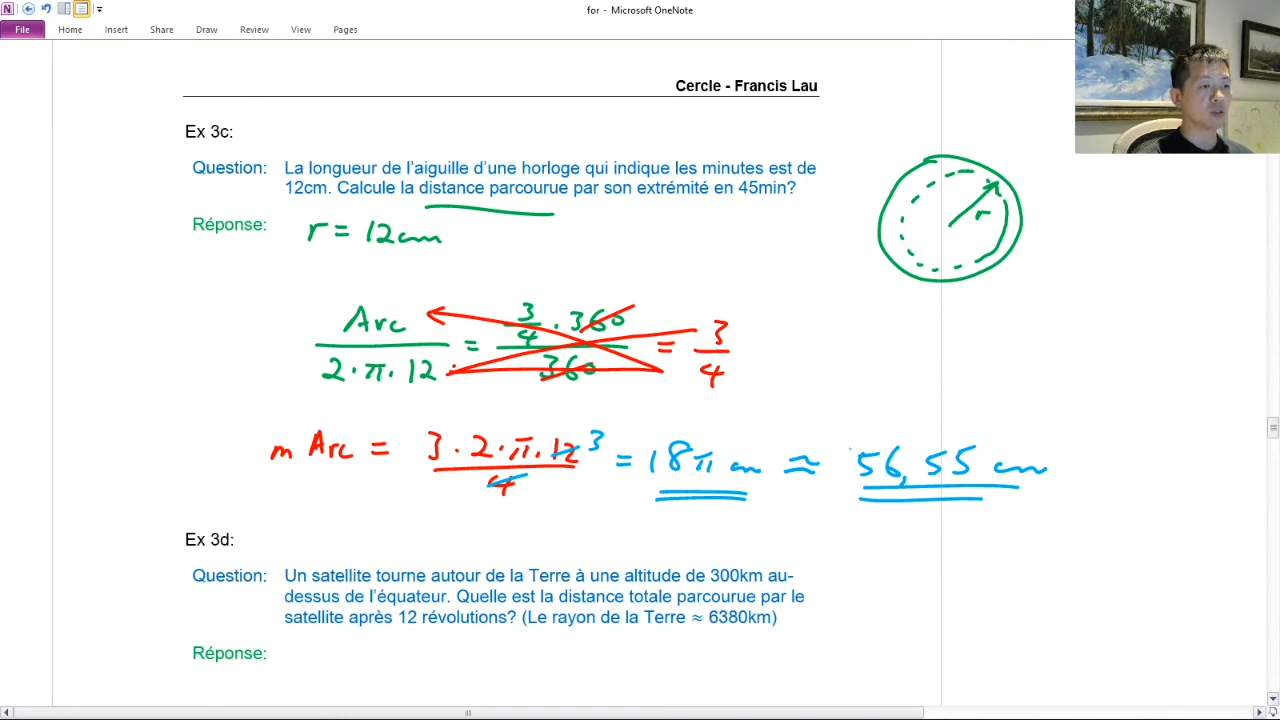 for - Microsoft OneNote
File Home Insert Share Draw Review View Pages
Cercle - Francis Lau
Ex 3c:
Question: La longueur de l'aiguille d'une horloge qui indique les minutes est de
12cm. Calcule la distance parcourue par son extrémité en 45min?
Réponse: r = 12cm
r
Arc / 2·π·12 = 3/4 · 360 / 360 = 3/4
m Arc = 3·2·π·12 3 / 4 = 18π cm ≈ 56,55 cm
Ex 3d:
Question: Un satellite tourne autour de la Terre à une altitude de 300km au-
dessus de l'équateur. Quelle est la distance totale parcourue par le
satellite après 12 révolutions? (Le rayon de la Terre ≈ 6380km)
Réponse: